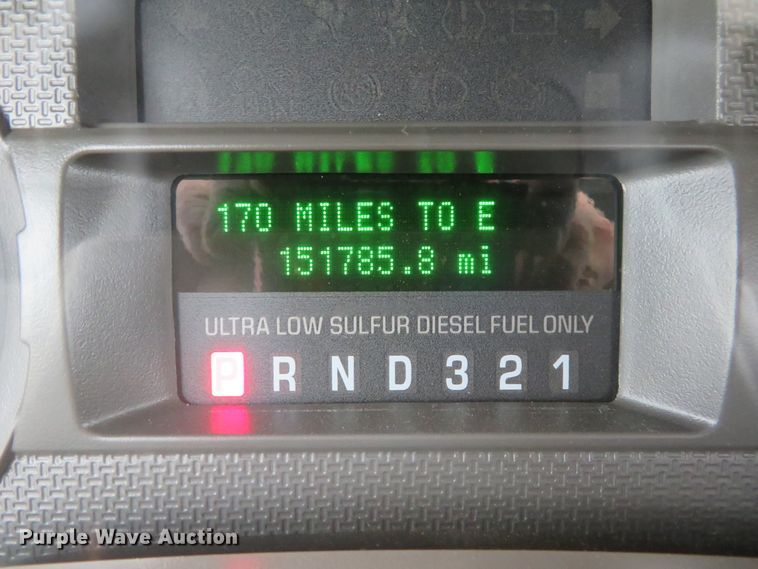 170 MILES TO E
151785.8 mi
ULTRA LOW SULFUR DIESEL FUEL ONLY
P R N D 3 2 1
Purple Wave Auction